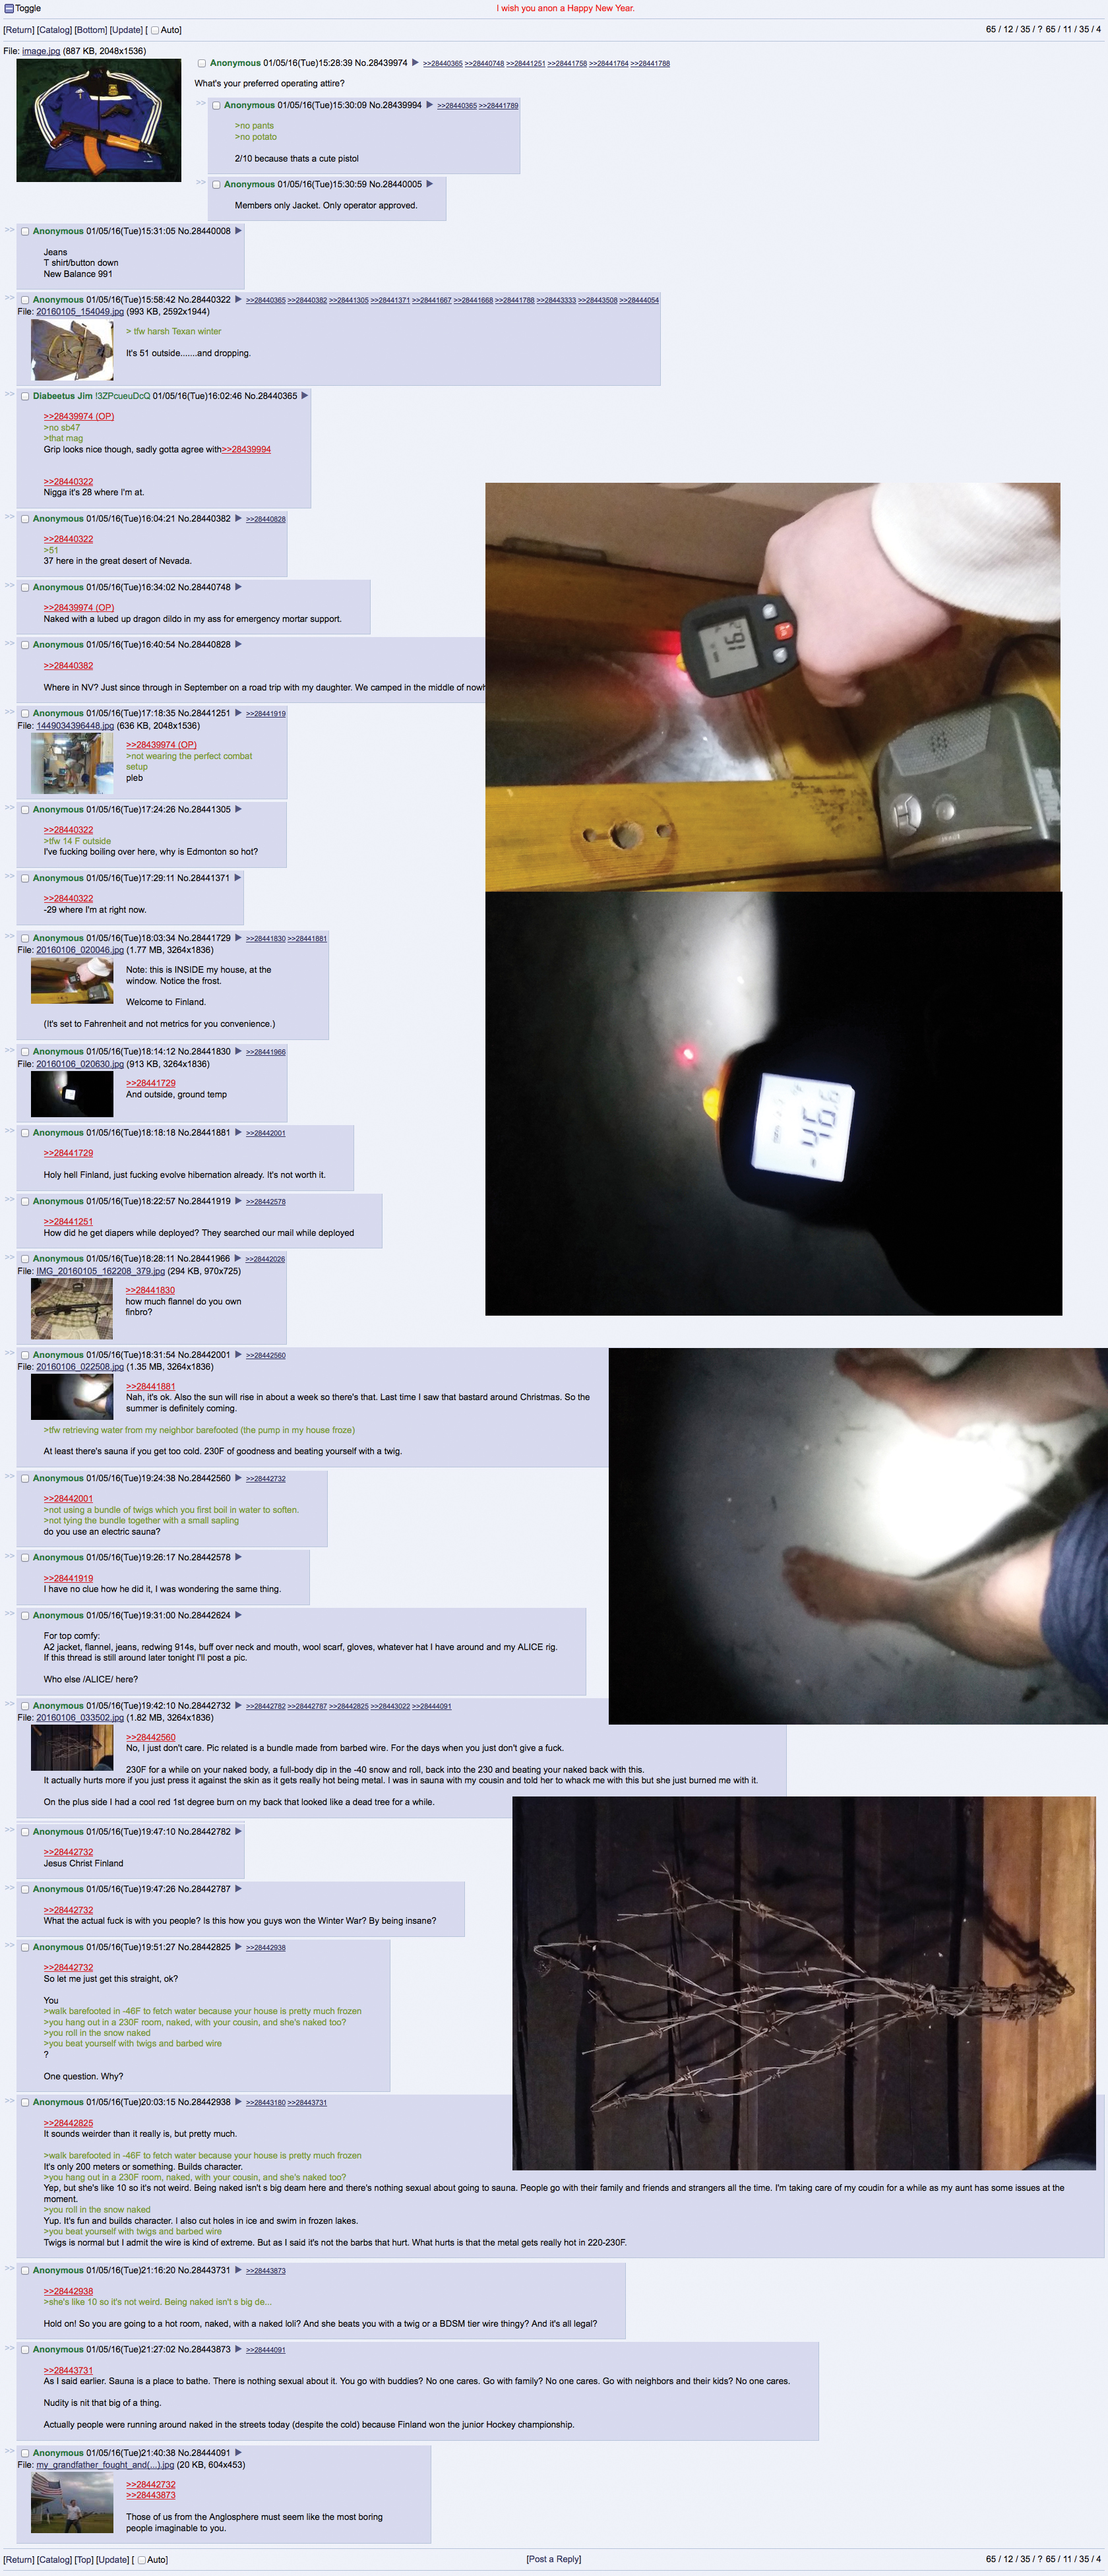 Toggle
I wish you anon a Happy New Year.
[Return] [Catalog] [Bottom] [Update] [ Auto]
65 / 12 / 35 / ? 65 / 11 / 35 / 4
File: image.jpg (887 KB, 2048x1536)
Anonymous 01/05/16(Tue)15:28:39 No.28439974 ▶ >>28440365 >>28440748 >>28441251 >>28441758 >>28441764 >>28441788
What's your preferred operating attire?
>> Anonymous 01/05/16(Tue)15:30:09 No.28439994 ▶ >>28440365 >>28441789
>no pants
>no potato
2/10 because thats a cute pistol
>> Anonymous 01/05/16(Tue)15:30:59 No.28440005 ▶
Members only Jacket. Only operator approved.
>> Anonymous 01/05/16(Tue)15:31:05 No.28440008 ▶
Jeans
T shirt/button down
New Balance 991
>> Anonymous 01/05/16(Tue)15:58:42 No.28440322 ▶ >>28440365 >>28440382 >>28441305 >>28441371 >>28441667 >>28441668 >>28441788 >>28443333 >>28443508 >>28444054
File: 20160105_154049.jpg (993 KB, 2592x1944)
> tfw harsh Texan winter
It's 51 outside.......and dropping.
>> Diabeetus Jim !3ZPcueuDcQ 01/05/16(Tue)16:02:46 No.28440365 ▶
>>28439974 (OP)
>no sb47
>that mag
Grip looks nice though, sadly gotta agree with>>28439994
>>28440322
Nigga it's 28 where I'm at.
>> Anonymous 01/05/16(Tue)16:04:21 No.28440382 ▶ >>28440828
>>28440322
>51
37 here in the great desert of Nevada.
>> Anonymous 01/05/16(Tue)16:34:02 No.28440748 ▶
>>28439974 (OP)
Naked with a lubed up dragon dildo in my ass for emergency mortar support.
>> Anonymous 01/05/16(Tue)16:40:54 No.28440828 ▶
>>28440382
Where in NV? Just since through in September on a road trip with my daughter. We camped in the middle of nowh
>> Anonymous 01/05/16(Tue)17:18:35 No.28441251 ▶ >>28441919
File: 1449034396448.jpg (636 KB, 2048x1536)
>>28439974 (OP)
>not wearing the perfect combat
setup
pleb
>> Anonymous 01/05/16(Tue)17:24:26 No.28441305 ▶
>>28440322
>tfw 14 F outside
I've fucking boiling over here, why is Edmonton so hot?
>> Anonymous 01/05/16(Tue)17:29:11 No.28441371 ▶
>>28440322
-29 where I'm at right now.
>> Anonymous 01/05/16(Tue)18:03:34 No.28441729 ▶ >>28441830 >>28441881
File: 20160106_020046.jpg (1.77 MB, 3264x1836)
Note: this is INSIDE my house, at the
window. Notice the frost.
Welcome to Finland.
(It's set to Fahrenheit and not metrics for you convenience.)
>> Anonymous 01/05/16(Tue)18:14:12 No.28441830 ▶ >>28441966
File: 20160106_020630.jpg (913 KB, 3264x1836)
>>28441729
And outside, ground temp
>> Anonymous 01/05/16(Tue)18:18:18 No.28441881 ▶ >>28442001
>>28441729
Holy hell Finland, just fucking evolve hibernation already. It's not worth it.
>> Anonymous 01/05/16(Tue)18:22:57 No.28441919 ▶ >>28442578
>>28441251
How did he get diapers while deployed? They searched our mail while deployed
>> Anonymous 01/05/16(Tue)18:28:11 No.28441966 ▶ >>28442026
File: IMG_20160105_162208_379.jpg (294 KB, 970x725)
>>28441830
how much flannel do you own
finbro?
>> Anonymous 01/05/16(Tue)18:31:54 No.28442001 ▶ >>28442560
File: 20160106_022508.jpg (1.35 MB, 3264x1836)
>>28441881
Nah, it's ok. Also the sun will rise in about a week so there's that. Last time I saw that bastard around Christmas. So the
summer is definitely coming.
>tfw retrieving water from my neighbor barefooted (the pump in my house froze)
At least there's sauna if you get too cold. 230F of goodness and beating yourself with a twig.
>> Anonymous 01/05/16(Tue)19:24:38 No.28442560 ▶ >>28442732
>>28442001
>not using a bundle of twigs which you first boil in water to soften.
>not tying the bundle together with a small sapling
do you use an electric sauna?
>> Anonymous 01/05/16(Tue)19:26:17 No.28442578 ▶
>>28441919
I have no clue how he did it, I was wondering the same thing.
>> Anonymous 01/05/16(Tue)19:31:00 No.28442624 ▶
For top comfy:
A2 jacket, flannel, jeans, redwing 914s, buff over neck and mouth, wool scarf, gloves, whatever hat I have around and my ALICE rig.
If this thread is still around later tonight I'll post a pic.
Who else /ALICE/ here?
>> Anonymous 01/05/16(Tue)19:42:10 No.28442732 ▶ >>28442782 >>28442787 >>28442825 >>28443022 >>28444091
File: 20160106_033502.jpg (1.82 MB, 3264x1836)
>>28442560
No, I just don't care. Pic related is a bundle made from barbed wire. For the days when you just don't give a fuck.
230F for a while on your naked body, a full-body dip in the -40 snow and roll, back into the 230 and beating your naked back with this.
It actually hurts more if you just press it against the skin as it gets really hot being metal. I was in sauna with my cousin and told her to whack me with this but she just burned me with it.
On the plus side I had a cool red 1st degree burn on my back that looked like a dead tree for a while.
>> Anonymous 01/05/16(Tue)19:47:10 No.28442782 ▶
>>28442732
Jesus Christ Finland
>> Anonymous 01/05/16(Tue)19:47:26 No.28442787 ▶
>>28442732
What the actual fuck is with you people? Is this how you guys won the Winter War? By being insane?
>> Anonymous 01/05/16(Tue)19:51:27 No.28442825 ▶ >>28442938
>>28442732
So let me just get this straight, ok?
You
>walk barefooted in -46F to fetch water because your house is pretty much frozen
>you hang out in a 230F room, naked, with your cousin, and she's naked too?
>you roll in the snow naked
>you beat yourself with twigs and barbed wire
?
One question. Why?
>> Anonymous 01/05/16(Tue)20:03:15 No.28442938 ▶ >>28443180 >>28443731
>>28442825
It sounds weirder than it really is, but pretty much.
>walk barefooted in -46F to fetch water because your house is pretty much frozen
It's only 200 meters or something. Builds character.
>you hang out in a 230F room, naked, with your cousin, and she's naked too?
Yep, but she's like 10 so it's not weird. Being naked isn't s big deam here and there's nothing sexual about going to sauna. People go with their family and friends and strangers all the time. I'm taking care of my coudin for a while as my aunt has some issues at the
moment.
>you roll in the snow naked
Yup. It's fun and builds character. I also cut holes in ice and swim in frozen lakes.
>you beat yourself with twigs and barbed wire
Twigs is normal but I admit the wire is kind of extreme. But as I said it's not the barbs that hurt. What hurts is that the metal gets really hot in 220-230F.
>> Anonymous 01/05/16(Tue)21:16:20 No.28443731 ▶ >>28443873
>>28442938
>she's like 10 so it's not weird. Being naked isn't s big de...
Hold on! So you are going to a hot room, naked, with a naked loli? And she beats you with a twig or a BDSM tier wire thingy? And it's all legal?
>> Anonymous 01/05/16(Tue)21:27:02 No.28443873 ▶ >>28444091
>>28443731
As I said earlier. Sauna is a place to bathe. There is nothing sexual about it. You go with buddies? No one cares. Go with family? No one cares. Go with neighbors and their kids? No one cares.
Nudity is nit that big of a thing.
Actually people were running around naked in the streets today (despite the cold) because Finland won the junior Hockey championship.
>> Anonymous 01/05/16(Tue)21:40:38 No.28444091 ▶
File: my_grandfather_fought_and(...).jpg (20 KB, 604x453)
>>28442732
>>28443873
Those of us from the Anglosphere must seem like the most boring
people imaginable to you.
[Return] [Catalog] [Top] [Update] [ Auto]
[Post a Reply]
65 / 12 / 35 / ? 65 / 11 / 35 / 4